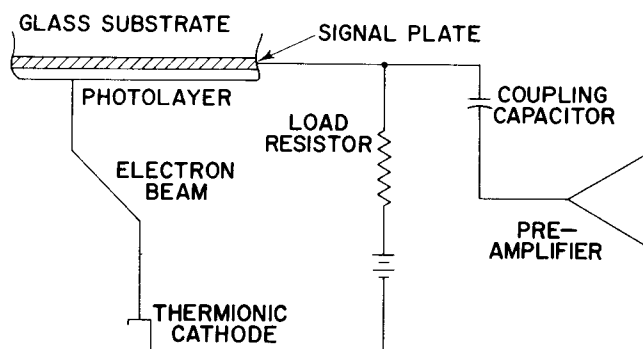 GLASS SUBSTRATE
SIGNAL PLATE
PHOTOLAYER
COUPLING
CAPACITOR
LOAD
RESISTOR
ELECTRON
BEAM
PRE-
AMPLIFIER
THERMIONIC
CATHODE